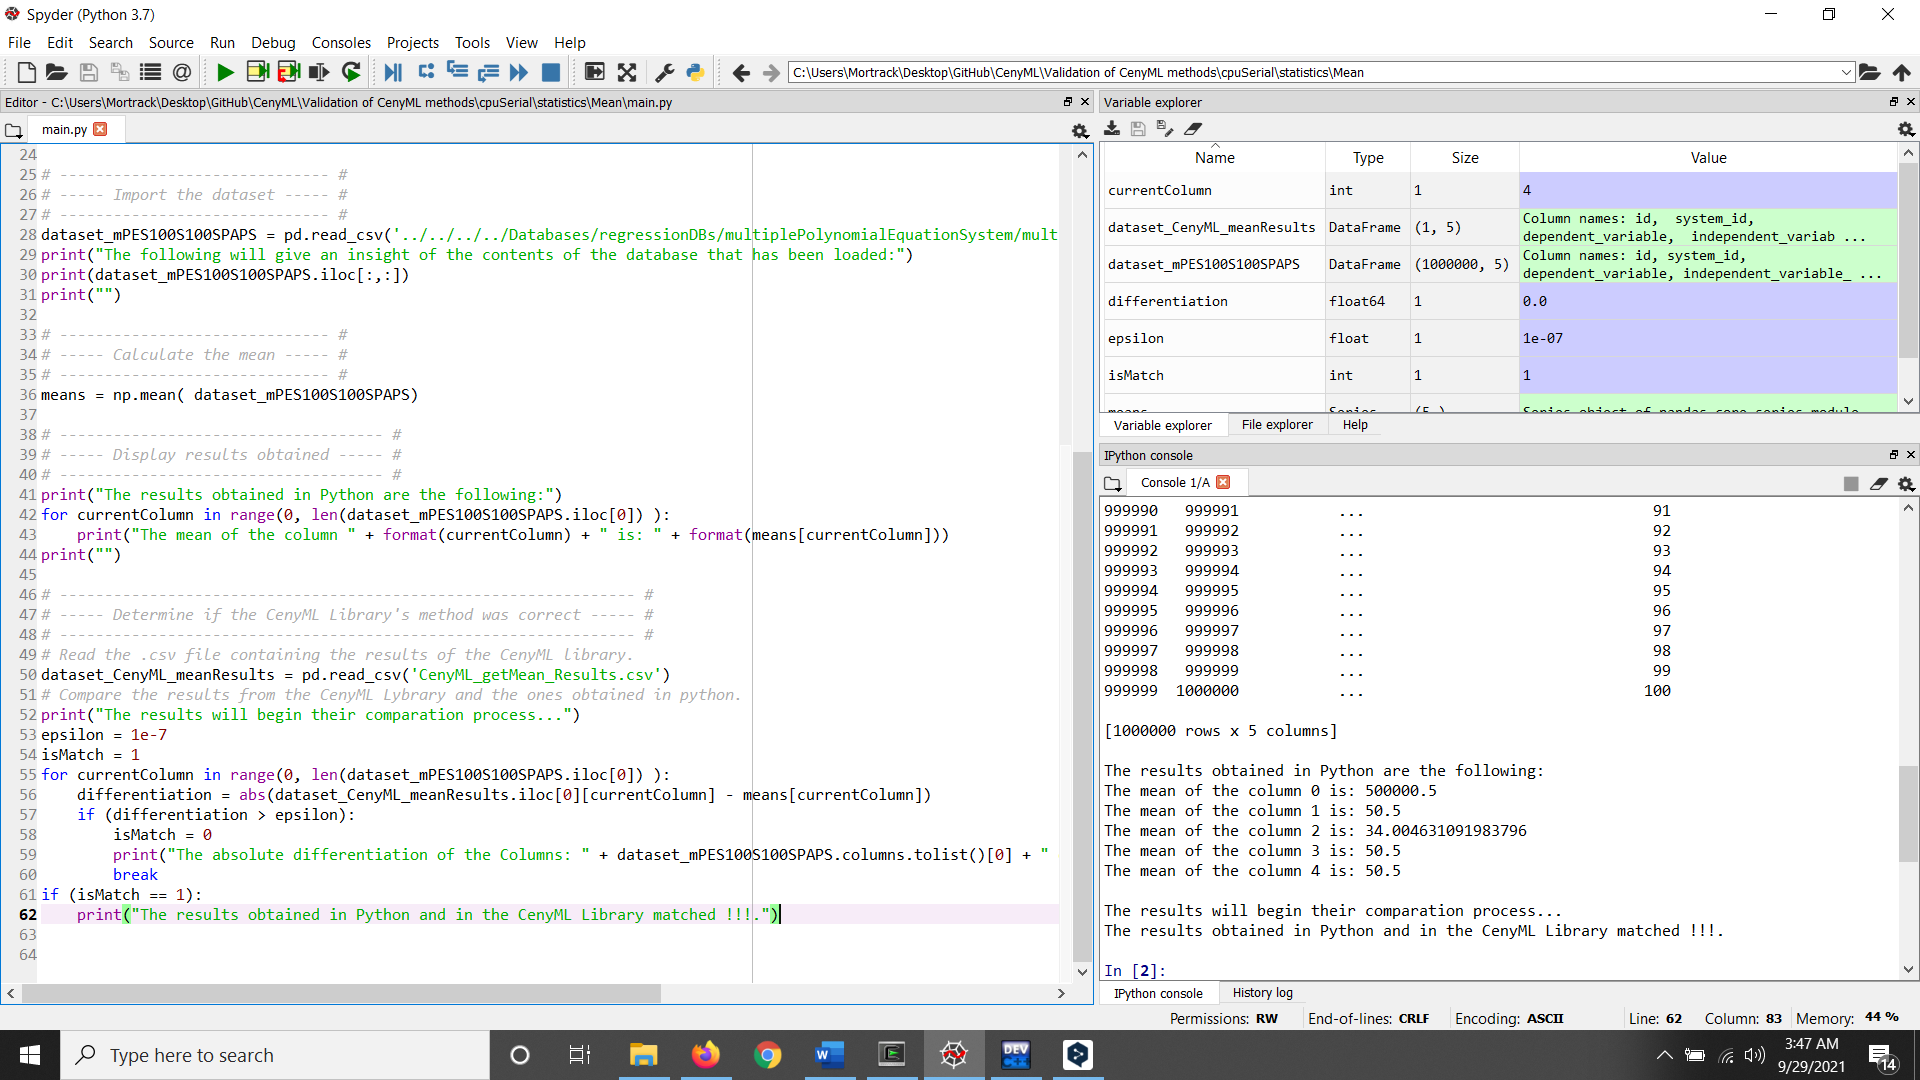 Spyder (Python 3.7)
File Edit Search Source Run Debug Consoles Projects Tools View Help
C:\Users\Mortrack\Desktop\GitHub\CenyML\Validation of CenyML methods\cpuSerial\statistics\Mean
Editor - C:\Users\Mortrack\Desktop\GitHub\CenyML\Validation of CenyML methods\cpuSerial\statistics\Mean\main.py
main.py
24
25 # ------------------------------ #
26 # ----- Import the dataset ----- #
27 # ------------------------------ #
28 dataset_mPES100S100SPAPS = pd.read_csv('../../../../Databases/regressionDBs/multiplePolynomialEquationSystem/mult
29 print("The following will give an insight of the contents of the database that has been loaded:")
30 print(dataset_mPES100S100SPAPS.iloc[:,:])
31 print("")
32
33 # ------------------------------ #
34 # ----- Calculate the mean ----- #
35 # ------------------------------ #
36 means = np.mean( dataset_mPES100S100SPAPS)
37
38 # ------------------------------------ #
39 # ----- Display results obtained ----- #
40 # ------------------------------------ #
41 print("The results obtained in Python are the following:")
42 for currentColumn in range(0, len(dataset_mPES100S100SPAPS.iloc[0]) ):
43     print("The mean of the column " + format(currentColumn) + " is: " + format(means[currentColumn]))
44 print("")
45
46 # ---------------------------------------------------------------- #
47 # ----- Determine if the CenyML Library's method was correct ----- #
48 # ---------------------------------------------------------------- #
49 # Read the .csv file containing the results of the CenyML library.
50 dataset_CenyML_meanResults = pd.read_csv('CenyML_getMean_Results.csv')
51 # Compare the results from the CenyML Lybrary and the ones obtained in python.
52 print("The results will begin their comparation process...")
53 epsilon = 1e-7
54 isMatch = 1
55 for currentColumn in range(0, len(dataset_mPES100S100SPAPS.iloc[0]) ):
56     differentiation = abs(dataset_CenyML_meanResults.iloc[0][currentColumn] - means[currentColumn])
57     if (differentiation > epsilon):
58         isMatch = 0
59         print("The absolute differentiation of the Columns: " + dataset_mPES100S100SPAPS.columns.tolist()[0] + "
60         break
61 if (isMatch == 1):
62     print("The results obtained in Python and in the CenyML Library matched !!!.")
63
64
Variable explorer
Name Type Size Value
currentColumn int 1 4
dataset_CenyML_meanResults DataFrame (1, 5) Column names: id, system_id,
dependent_variable, independent_variab ...
dataset_mPES100S100SPAPS DataFrame (1000000, 5) Column names: id, system_id,
dependent_variable, independent_variable_ ...
differentiation float64 1 0.0
epsilon float 1 1e-07
isMatch int 1 1
means Series (5,) Series object of pandas.core.series module
Variable explorer File explorer Help
IPython console
Console 1/A
999990 999991 ... 91
999991 999992 ... 92
999992 999993 ... 93
999993 999994 ... 94
999994 999995 ... 95
999995 999996 ... 96
999996 999997 ... 97
999997 999998 ... 98
999998 999999 ... 99
999999 1000000 ... 100
[1000000 rows x 5 columns]
The results obtained in Python are the following:
The mean of the column 0 is: 500000.5
The mean of the column 1 is: 50.5
The mean of the column 2 is: 34.004631091983796
The mean of the column 3 is: 50.5
The mean of the column 4 is: 50.5
The results will begin their comparation process...
The results obtained in Python and in the CenyML Library matched !!!.
In [2]:
IPython console History log
Permissions: RW End-of-lines: CRLF Encoding: ASCII Line: 62 Column: 83 Memory: 44 %
Type here to search
DEV
C++
3:47 AM
9/29/2021
14